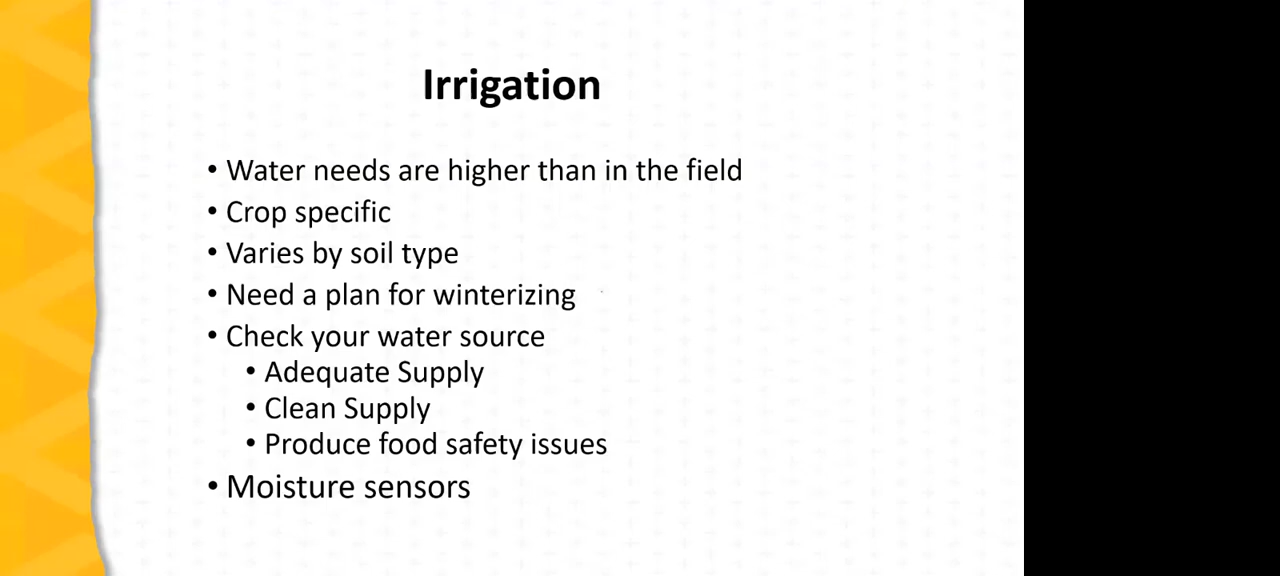 Irrigation
• Water needs are higher than in the field
• Crop specific
• Varies by soil type
• Need a plan for winterizing
• Check your water source
• Adequate Supply
• Clean Supply
• Produce food safety issues
• Moisture sensors